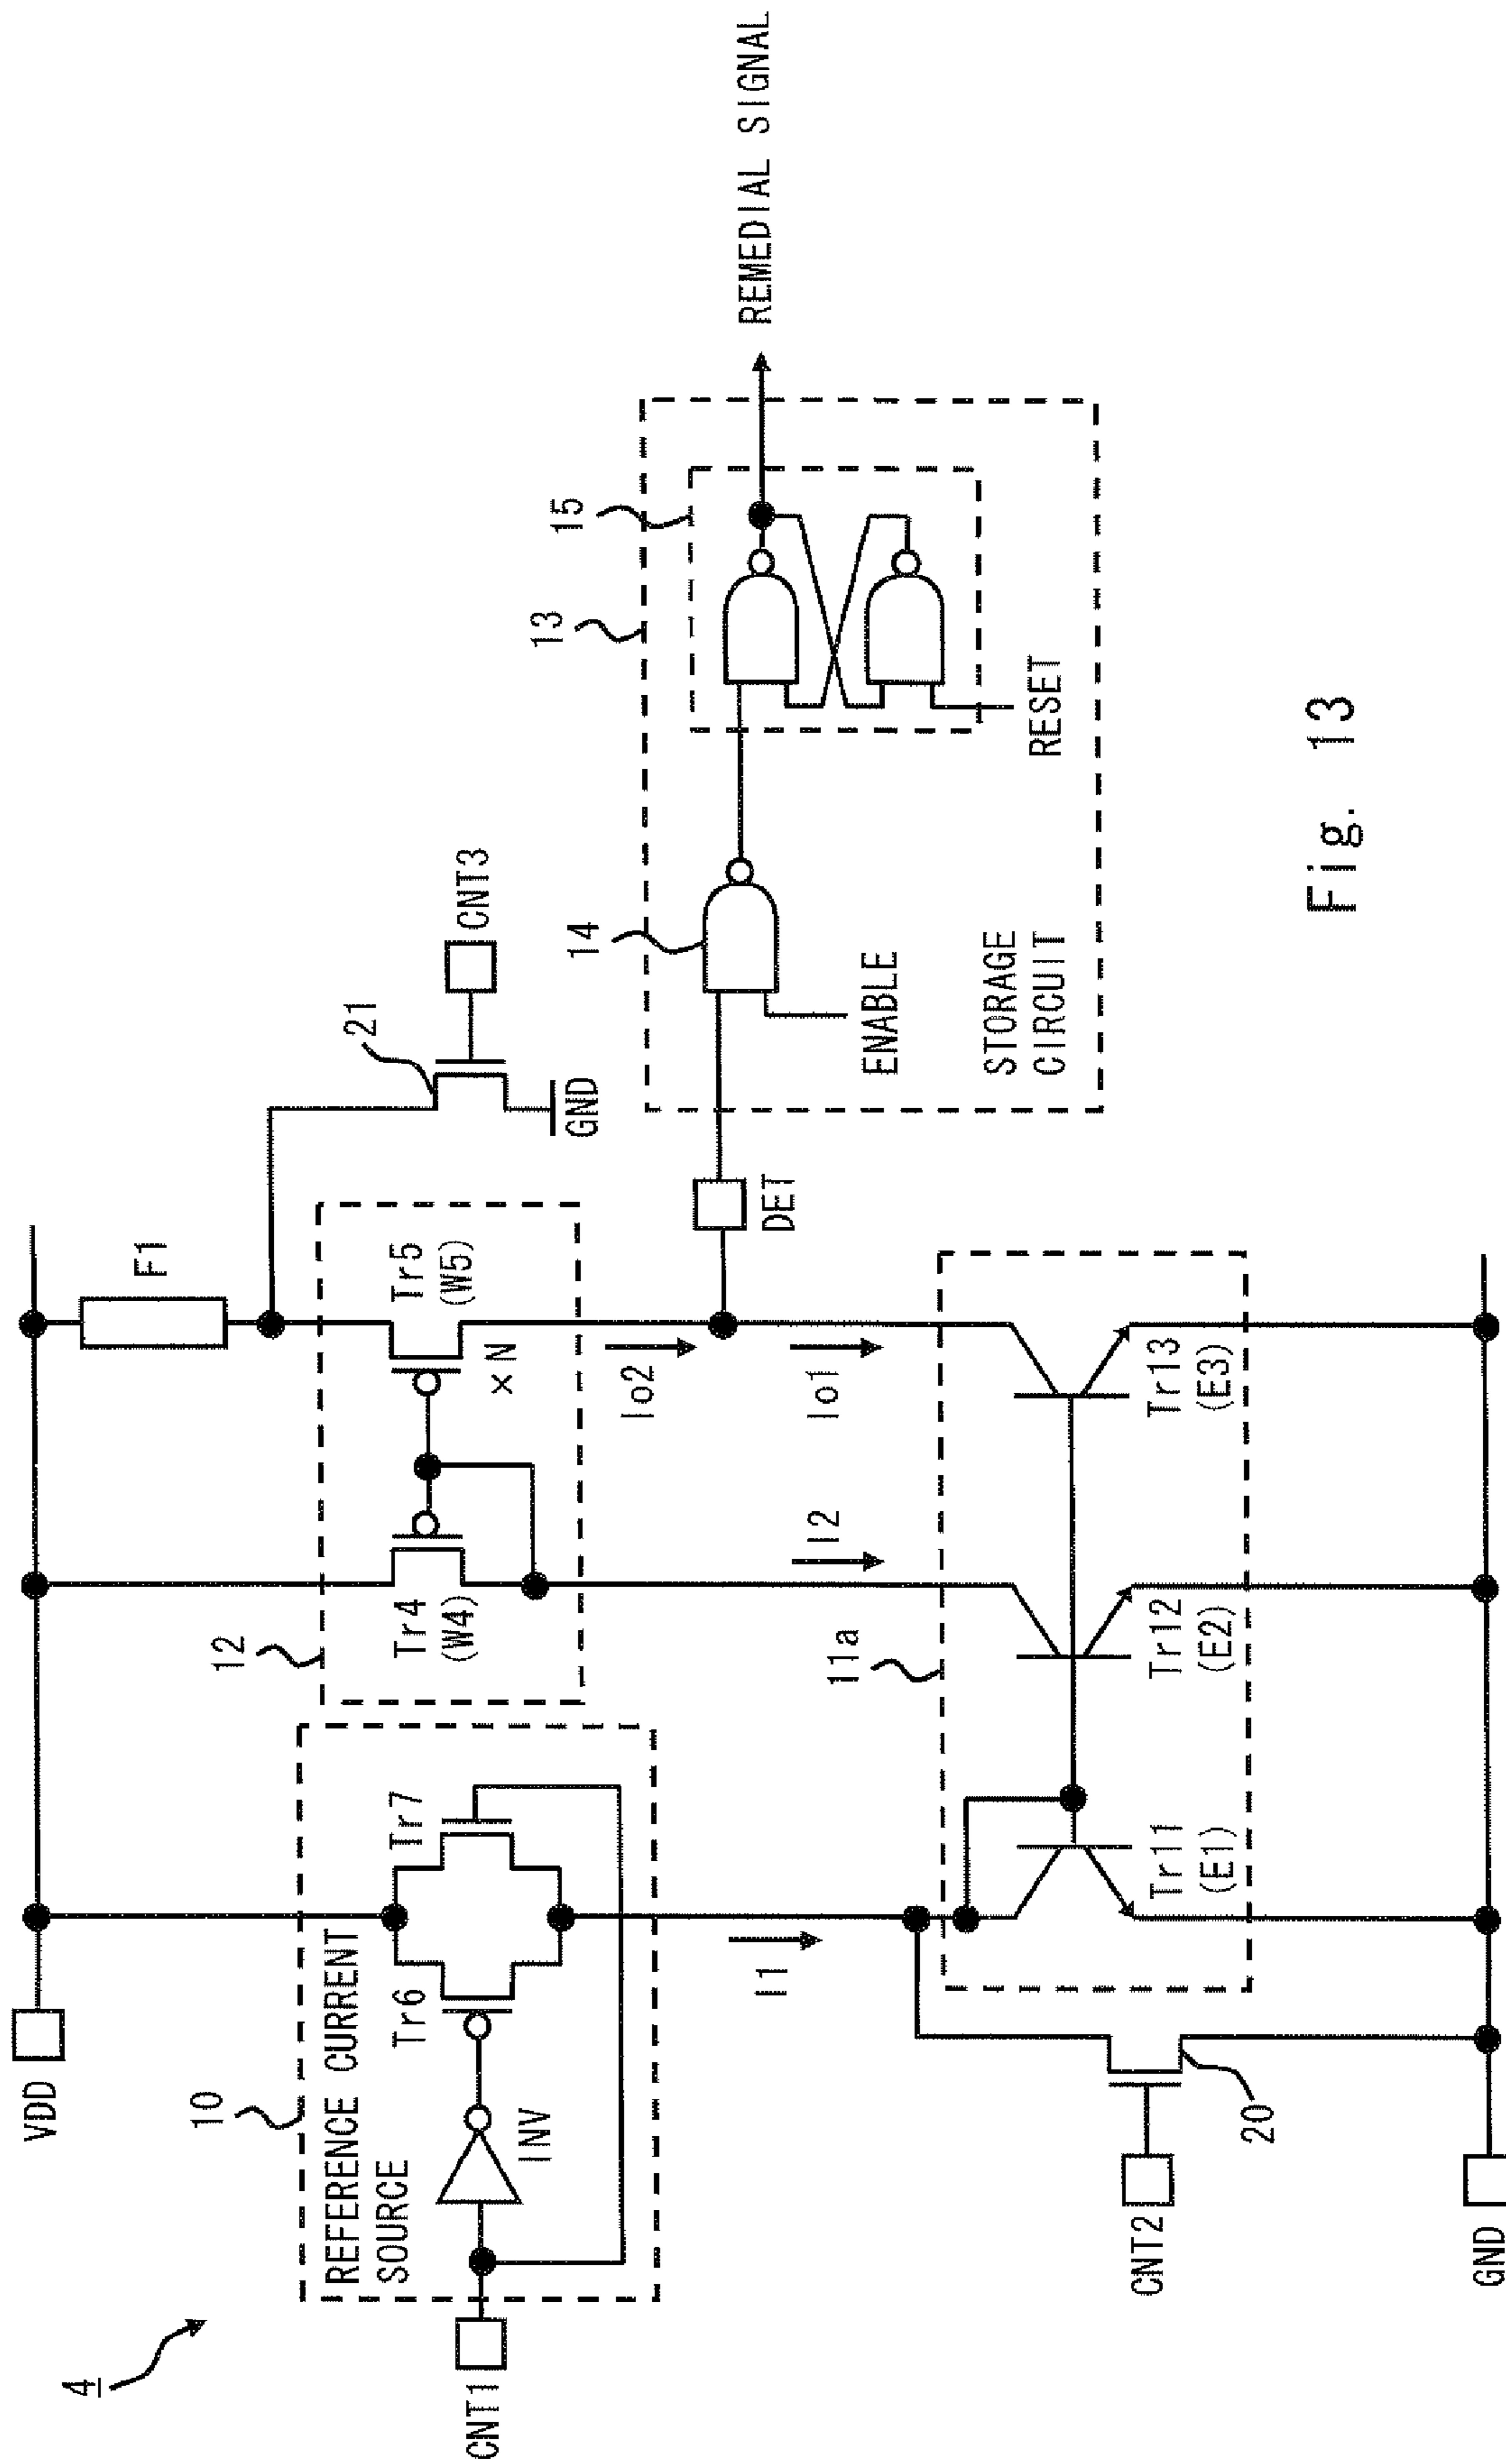 4
VDD
10
REFERENCE CURRENT
SOURCE
Tr6
Tr7
INV
CNT1
12
Tr4
(W4)
Tr5
(W5)
×N
F1
21
CNT3
GND
I1
I2
Io2
Io1
DET
11a
Tr11
(E1)
Tr12
(E2)
Tr13
(E3)
CNT2
20
GND
13
14
15
ENABLE
RESET
STORAGE
CIRCUIT
REMEDIAL SIGNAL
Fig. 13